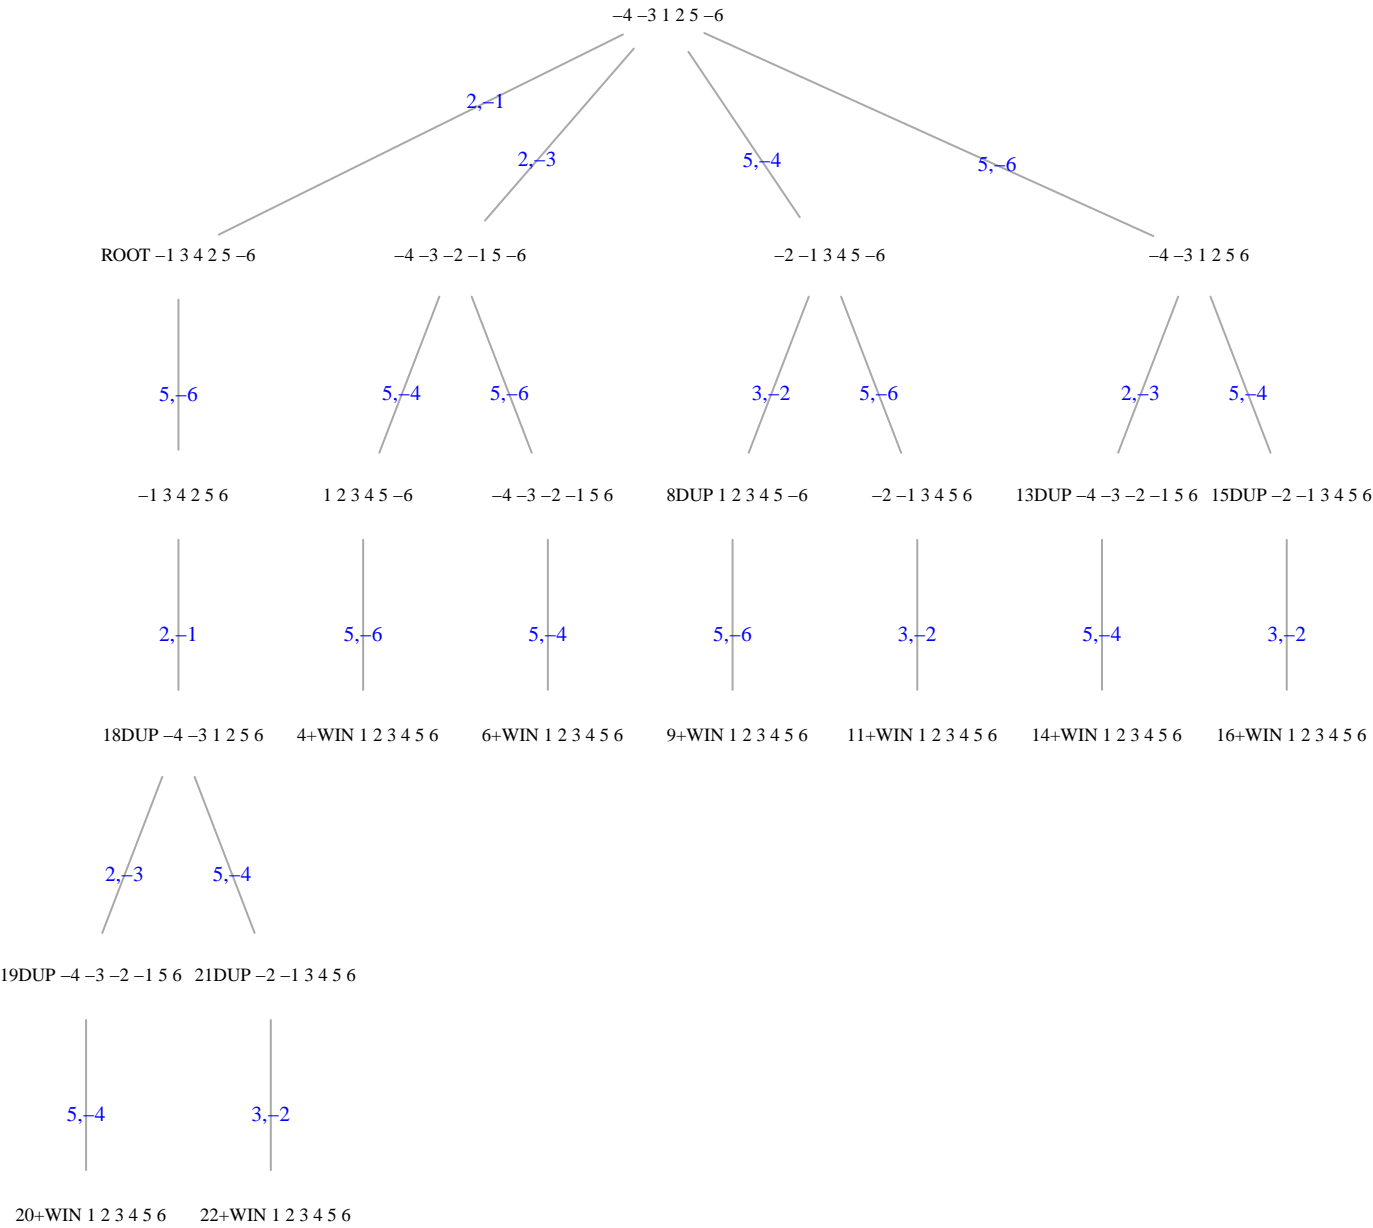 –4 –3 1 2 5 –6
2,–1
2,–3
5,–4
5,–6
ROOT –1 3 4 2 5 –6
–4 –3 –2 –1 5 –6
–2 –1 3 4 5 –6
–4 –3 1 2 5 6
5,–6
5,–4
5,–6
3,–2
5,–6
2,–3
5,–4
–1 3 4 2 5 6
1 2 3 4 5 –6
–4 –3 –2 –1 5 6
8DUP 1 2 3 4 5 –6
–2 –1 3 4 5 6
13DUP –4 –3 –2 –1 5 6
15DUP –2 –1 3 4 5 6
2,–1
5,–6
5,–4
5,–6
3,–2
5,–4
3,–2
18DUP –4 –3 1 2 5 6
4+WIN 1 2 3 4 5 6
6+WIN 1 2 3 4 5 6
9+WIN 1 2 3 4 5 6
11+WIN 1 2 3 4 5 6
14+WIN 1 2 3 4 5 6
16+WIN 1 2 3 4 5 6
2,–3
5,–4
19DUP –4 –3 –2 –1 5 6
21DUP –2 –1 3 4 5 6
5,–4
3,–2
20+WIN 1 2 3 4 5 6
22+WIN 1 2 3 4 5 6